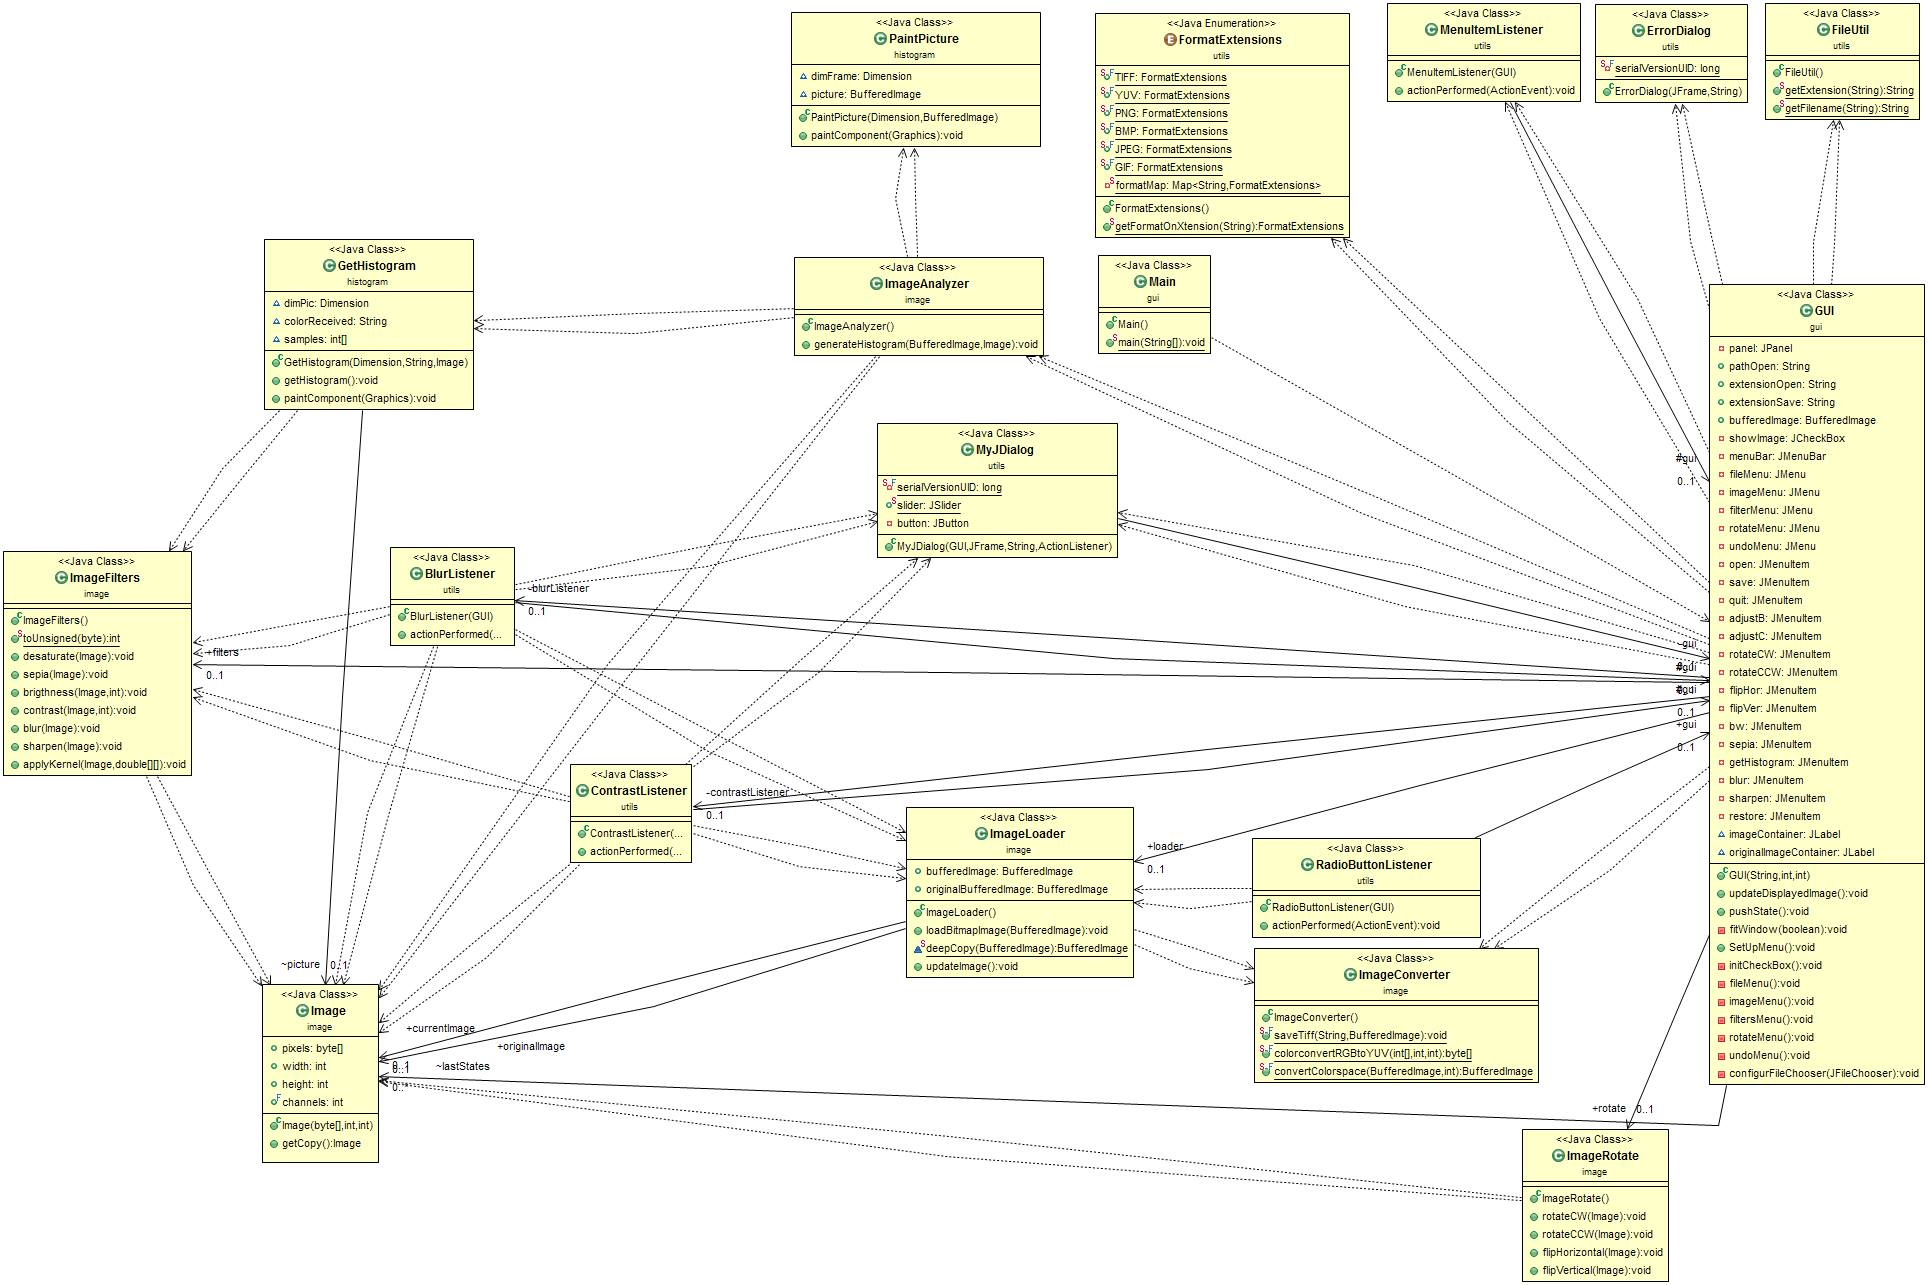 <<Java Class>>
PaintPicture
histogram
dimFrame: Dimension
picture: BufferedImage
PaintPicture(Dimension,BufferedImage)
paintComponent(Graphics):void
<<Java Enumeration>>
FormatExtensions
utils
TIFF: FormatExtensions
YUV: FormatExtensions
PNG: FormatExtensions
BMP: FormatExtensions
JPEG: FormatExtensions
GIF: FormatExtensions
formatMap: Map<String,FormatExtensions>
FormatExtensions()
getFormatOnXtension(String):FormatExtensions
<<Java Class>>
MenuItemListener
utils
MenuItemListener(GUI)
actionPerformed(ActionEvent):void
<<Java Class>>
ErrorDialog
utils
serialVersionUID: long
ErrorDialog(JFrame,String)
<<Java Class>>
FileUtil
utils
FileUtil()
getExtension(String):String
getFilename(String):String
<<Java Class>>
GetHistogram
histogram
dimPic: Dimension
colorReceived: String
samples: int[]
GetHistogram(Dimension,String,Image)
getHistogram():void
paintComponent(Graphics):void
<<Java Class>>
ImageAnalyzer
image
ImageAnalyzer()
generateHistogram(BufferedImage,Image):void
<<Java Class>>
Main
gui
Main()
main(String[]):void
<<Java Class>>
GUI
gui
panel: JPanel
pathOpen: String
extensionOpen: String
extensionSave: String
bufferedImage: BufferedImage
showImage: JCheckBox
menuBar: JMenuBar
fileMenu: JMenu
imageMenu: JMenu
filterMenu: JMenu
rotateMenu: JMenu
undoMenu: JMenu
open: JMenuItem
save: JMenuItem
quit: JMenuItem
adjustB: JMenuItem
adjustC: JMenuItem
rotateCW: JMenuItem
rotateCCW: JMenuItem
flipHor: JMenuItem
flipVer: JMenuItem
bw: JMenuItem
sepia: JMenuItem
getHistogram: JMenuItem
blur: JMenuItem
sharpen: JMenuItem
restore: JMenuItem
imageContainer: JLabel
originalImageContainer: JLabel
GUI(String,int,int)
updateDisplayedImage():void
pushState():void
fitWindow(boolean):void
SetUpMenu():void
initCheckBox():void
fileMenu():void
imageMenu():void
filtersMenu():void
rotateMenu():void
undoMenu():void
configurFileChooser(JFileChooser):void
<<Java Class>>
MyJDialog
utils
serialVersionUID: long
slider: JSlider
button: JButton
MyJDialog(GUI,JFrame,String,ActionListener)
#gui
0..1
<<Java Class>>
ImageFilters
image
ImageFilters()
toUnsigned(byte):int
desaturate(Image):void
sepia(Image):void
brigthness(Image,int):void
contrast(Image,int):void
blur(Image):void
sharpen(Image):void
applyKernel(Image,double[][]):void
<<Java Class>>
BlurListener
utils
BlurListener(GUI)
actionPerformed(...
~blurListener
0..1
+filters
0..1
~gui
#gui
0..1
+gui
0..1
<<Java Class>>
ContrastListener
utils
ContrastListener(...
actionPerformed(...
~contrastListener
0..1
<<Java Class>>
ImageLoader
image
bufferedImage: BufferedImage
originalBufferedImage: BufferedImage
ImageLoader()
loadBitmapImage(BufferedImage):void
deepCopy(BufferedImage):BufferedImage
updateImage():void
+loader
0..1
<<Java Class>>
RadioButtonListener
utils
RadioButtonListener(GUI)
actionPerformed(ActionEvent):void
<<Java Class>>
ImageConverter
image
ImageConverter()
saveTiff(String,BufferedImage):void
colorconvertRGBtoYUV(int[],int,int):byte[]
convertColorspace(BufferedImage,int):BufferedImage
~picture
0..1
<<Java Class>>
Image
image
pixels: byte[]
width: int
height: int
channels: int
Image(byte[],int,int)
getCopy():Image
+currentImage
+originalImage
0..1
~lastStates
+rotate
0..1
<<Java Class>>
ImageRotate
image
ImageRotate()
rotateCW(Image):void
rotateCCW(Image):void
flipHorizontal(Image):void
flipVertical(Image):void